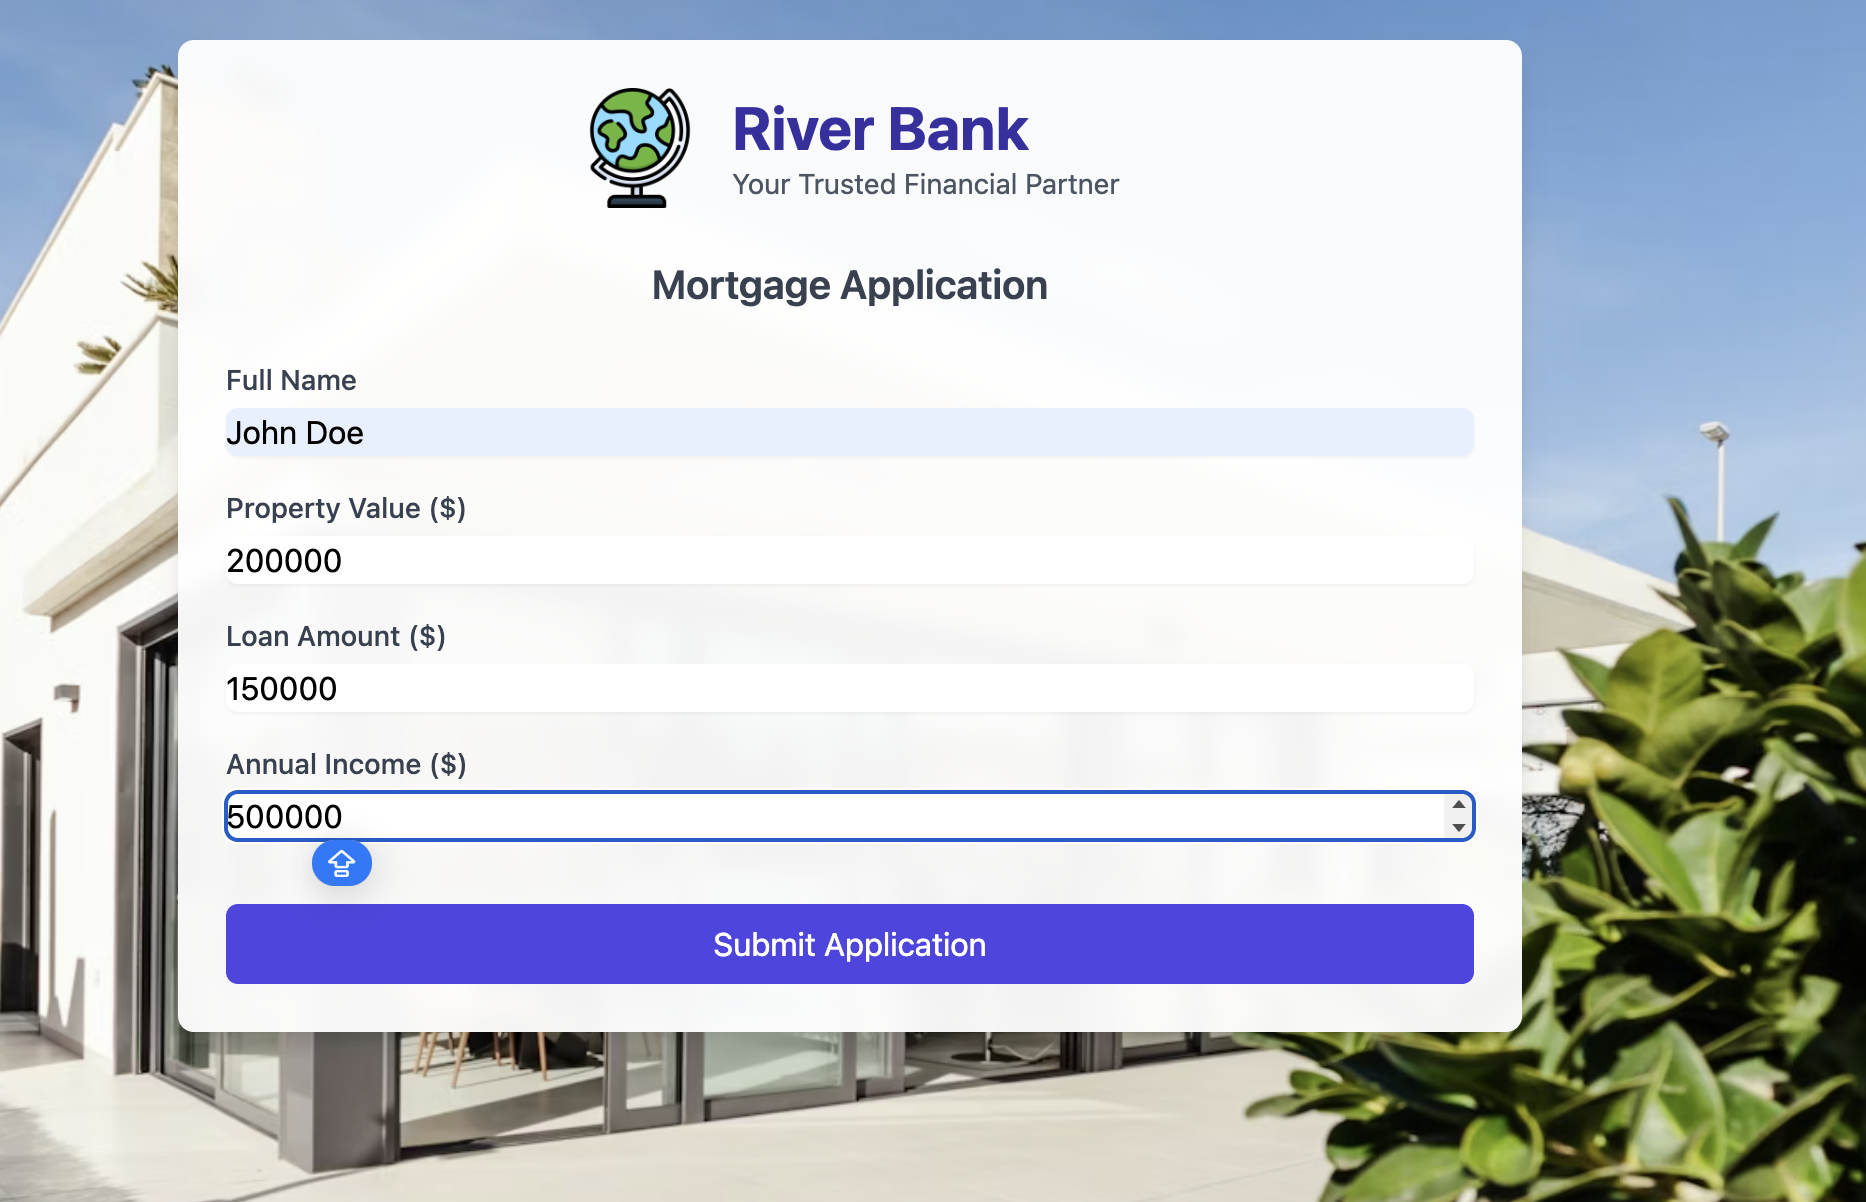 River Bank
Your Trusted Financial Partner
Mortgage Application
Full Name
John Doe
Property Value ($)
200000
Loan Amount ($)
150000
Annual Income ($)
500000
Submit Application